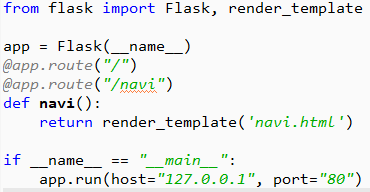 from flask import Flask, render_template
app = Flask(__name__)
@app.route("/")
@app.route("/navi")
def navi():
    return render_template('navi.html')
if __name__ == "__main__":
    app.run(host="127.0.0.1", port="80")